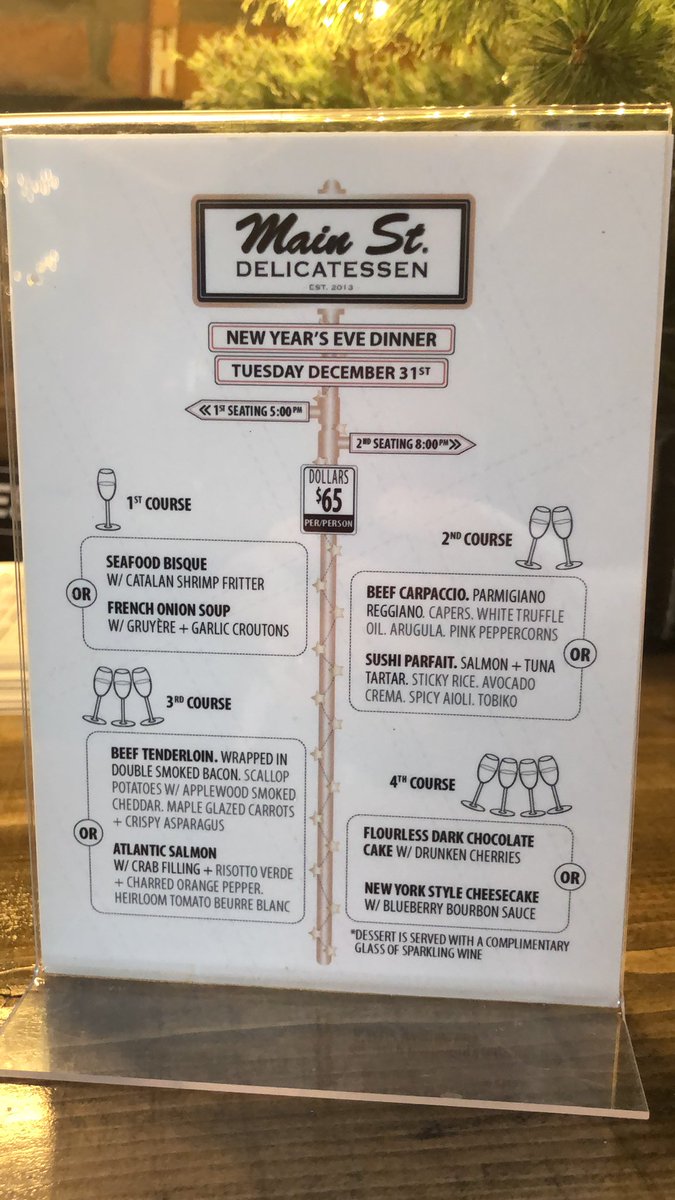 Main St.
DELICATESSEN
EST. 2013
NEW YEAR'S EVE DINNER
TUESDAY DECEMBER 31ST
<<1ST SEATING 5:00PM
2ND SEATING 8:00PM>>
DOLLARS
$65
PER/PERSON
1ST COURSE
SEAFOOD BISQUE
W/ CATALAN SHRIMP FRITTER
OR
FRENCH ONION SOUP
W/ GRUYÈRE + GARLIC CROUTONS
2ND COURSE
BEEF CARPACCIO. PARMIGIANO
REGGIANO. CAPERS. WHITE TRUFFLE
OIL. ARUGULA. PINK PEPPERCORNS
OR
SUSHI PARFAIT. SALMON + TUNA
TARTAR. STICKY RICE. AVOCADO
CREMA. SPICY AIOLI. TOBIKO
3RD COURSE
BEEF TENDERLOIN. WRAPPED IN
DOUBLE SMOKED BACON. SCALLOP
POTATOES W/ APPLEWOOD SMOKED
CHEDDAR. MAPLE GLAZED CARROTS
+ CRISPY ASPARAGUS
OR
ATLANTIC SALMON
W/ CRAB FILLING + RISOTTO VERDE
+ CHARRED ORANGE PEPPER.
HEIRLOOM TOMATO BEURRE BLANC
4TH COURSE
FLOURLESS DARK CHOCOLATE
CAKE W/ DRUNKEN CHERRIES
OR
NEW YORK STYLE CHEESECAKE
W/ BLUEBERRY BOURBON SAUCE
*DESSERT IS SERVED WITH A COMPLIMENTARY
GLASS OF SPARKLING WINE